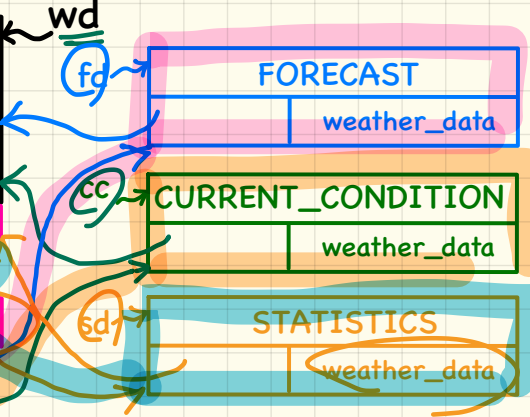 wd
fd
FORECAST
weather_data
cc
CURRENT_CONDITION
weather_data
sd
STATISTICS
weather_data